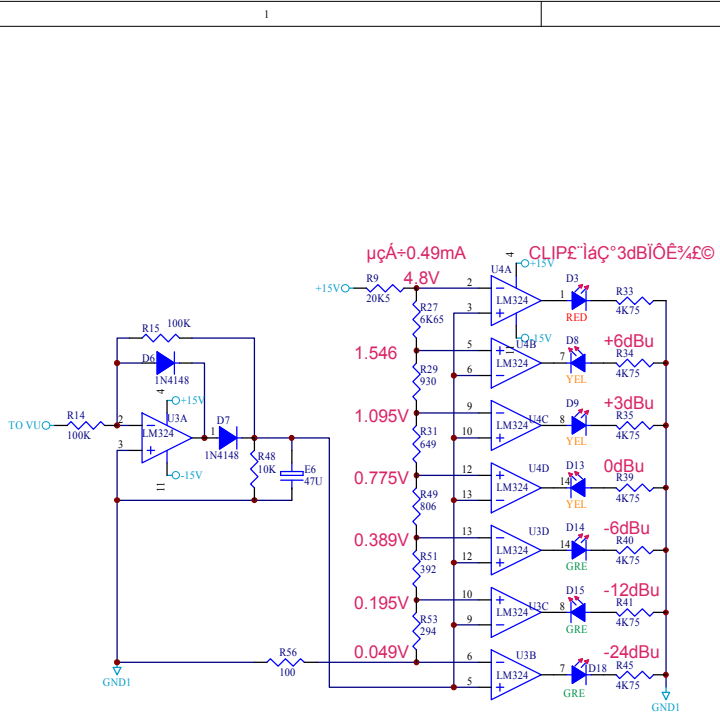 1
µçÁ÷0.49mA
CLIP£¨ÌáÇ°3dBÏÔÊ¾£©
+15V
R9
20K5
4.8V
R27
6K65
2
3
U4A
4
+15V
LM324
-15V
11
1
D3
RED
R33
4K75
1.546
R29
930
5
6
U4B
LM324
7
D8
YEL
+6dBu
R34
4K75
1.095V
R31
649
9
10
U4C
LM324
8
D9
YEL
+3dBu
R35
4K75
0.775V
R49
806
12
13
U4D
LM324
14
D13
YEL
0dBu
R39
4K75
0.389V
R51
392
13
12
U3D
LM324
14
D14
GRE
-6dBu
R40
4K75
0.195V
R53
294
10
9
U3C
LM324
8
D15
GRE
-12dBu
R41
4K75
0.049V
6
5
U3B
LM324
7
D18
GRE
-24dBu
R45
4K75
GND1
R15 100K
D6
1N4148
TO VU
R14
100K
2
3
4
+15V
U3A
LM324
1
-15V
11
D7
1N4148
R48
10K
E6
47U
R56
100
GND1